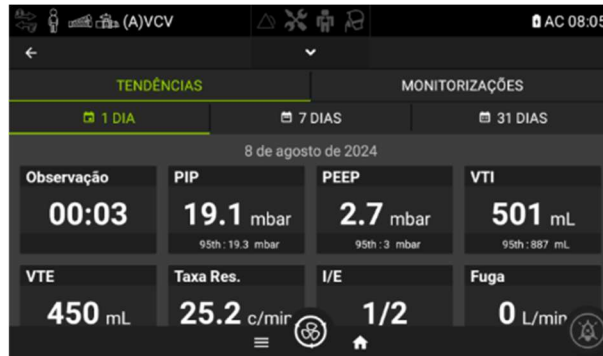 (A)VCV AC 08:05
TENDÊNCIAS MONITORIZAÇÕES
1 DIA 7 DIAS 31 DIAS
8 de agosto de 2024
Observação PIP PEEP VTI
00:03 19.1 mbar 2.7 mbar 501 mL
95th : 19.3 mbar 95th : 3 mbar 95th : 887 mL
VTE Taxa Res. I/E Fuga
450 mL 25.2 c/min 1/2 0 L/min